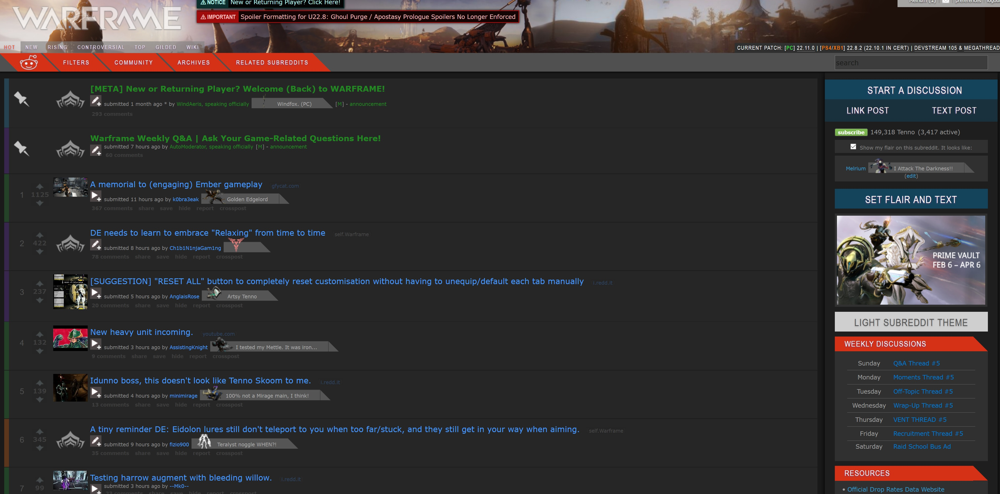 NOTICE New or Returning Player? Click Here!
Melrium (1) | preferences | logout
WARFRAME
IMPORTANT Spoiler Formatting for U22.8: Ghoul Purge / Apostasy Prologue Spoilers No Longer Enforced
HOT NEW RISING CONTROVERSIAL TOP GILDED WIKI
CURRENT PATCH: [PC] 22.11.0 | [PS4/XB1] 22.8.2 (22.10.1 IN CERT) | DEVSTREAM 105 & MEGATHREAD
FILTERS COMMUNITY ARCHIVES RELATED SUBREDDITS
search
[META] New or Returning Player? Welcome (Back) to WARFRAME!
submitted 1 month ago * by WindAeris, speaking officially Windfox. (PC) [M] - announcement
293 comments
Warframe Weekly Q&A | Ask Your Game-Related Questions Here!
submitted 7 hours ago by AutoModerator, speaking officially [M] - announcement
60 comments
1
1125
A memorial to (engaging) Ember gameplay gfycat.com
submitted 11 hours ago by k0bra3eak Golden Edgelord
367 comments share save hide report crosspost
2
422
DE needs to learn to embrace "Relaxing" from time to time self.Warframe
submitted 8 hours ago by Ch1b1N1njaGam1ng
78 comments share save hide report crosspost
3
237
[SUGGESTION] "RESET ALL" button to completely reset customisation without having to unequip/default each tab manually i.redd.it
submitted 5 hours ago by AnglaisRose Artsy Tenno
20 comments share save hide report crosspost
4
132
New heavy unit incoming. youtube.com
submitted 3 hours ago by AssistingKnight I tested my Mettle. It was iron...
9 comments share save hide report crosspost
5
139
Idunno boss, this doesn't look like Tenno Skoom to me. i.redd.it
submitted 4 hours ago by minimirage 100% not a Mirage main, I think!
13 comments share save hide report crosspost
6
345
A tiny reminder DE: Eidolon lures still don't teleport to you when too far/stuck, and they still get in your way when aiming. self.Warframe
submitted 9 hours ago by fizio900 Teralyst noggle WHEN?!
35 comments share save hide report crosspost
7
99
Testing harrow augment with bleeding willow. i.redd.it
submitted 3 hours ago by --Mk0--
23 comments share save hide report crosspost
START A DISCUSSION
LINK POST TEXT POST
subscribe 149,318 Tenno (3,417 active)
Show my flair on this subreddit. It looks like:
Melrium I Attack The Darkness!!
(edit)
SET FLAIR AND TEXT
PRIME VAULT
FEB 6 – APR 6
LIGHT SUBREDDIT THEME
WEEKLY DISCUSSIONS
Sunday Q&A Thread #5
Monday Moments Thread #5
Tuesday Off-Topic Thread #5
Wednesday Wrap-Up Thread #5
Thursday VENT THREAD #5
Friday Recruitment Thread #5
Saturday Raid School Bus Ad
RESOURCES
• Official Drop Rates Data Website